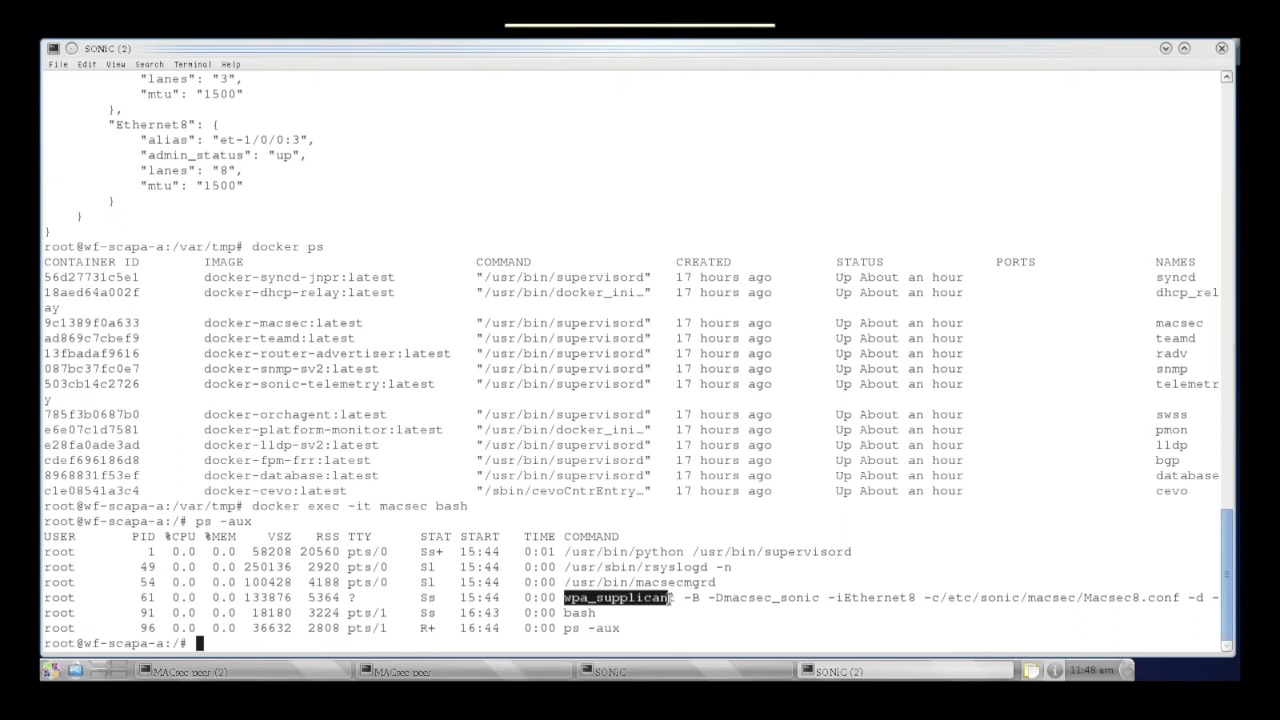 SONiC (2)
File Edit View Search Terminal Help
"lanes": "3",
"mtu": "1500"
},
"Ethernet8": {
"alias": "et-1/0/0:3",
"admin_status": "up",
"lanes": "8",
"mtu": "1500"
}
}
}
root@wf-scapa-a:/var/tmp# docker ps
CONTAINER ID IMAGE COMMAND CREATED STATUS PORTS NAMES
56d27731c5e1 docker-syncd-jnpr:latest "/usr/bin/supervisord" 17 hours ago Up About an hour syncd
18aed64a002f docker-dhcp-relay:latest "/usr/bin/docker_ini…" 17 hours ago Up About an hour dhcp_rel
ay
9c1389f0a633 docker-macsec:latest "/usr/bin/supervisord" 17 hours ago Up About an hour macsec
ad869c7cbef9 docker-teamd:latest "/usr/bin/supervisord" 17 hours ago Up About an hour teamd
13fbadaf9616 docker-router-advertiser:latest "/usr/bin/supervisord" 17 hours ago Up About an hour radv
087bc37fc0e7 docker-snmp-sv2:latest "/usr/bin/supervisord" 17 hours ago Up About an hour snmp
503cb14c2726 docker-sonic-telemetry:latest "/usr/bin/supervisord" 17 hours ago Up About an hour telemetr
y
785f3b0687b0 docker-orchagent:latest "/usr/bin/supervisord" 17 hours ago Up About an hour swss
e6e07c1d7581 docker-platform-monitor:latest "/usr/bin/docker_ini…" 17 hours ago Up About an hour pmon
e28fa0ade3ad docker-lldp-sv2:latest "/usr/bin/supervisord" 17 hours ago Up About an hour lldp
cdef696186d8 docker-fpm-frr:latest "/usr/bin/supervisord" 17 hours ago Up About an hour bgp
8968831f53ef docker-database:latest "/usr/bin/supervisord" 17 hours ago Up About an hour database
c1e08541a3c4 docker-cevo:latest "/sbin/cevoCntrEntry…" 17 hours ago Up About an hour cevo
root@wf-scapa-a:/var/tmp# docker exec -it macsec bash
root@wf-scapa-a:/# ps -aux
USER PID %CPU %MEM VSZ RSS TTY STAT START TIME COMMAND
root 1 0.0 0.0 58208 20560 pts/0 Ss+ 15:44 0:01 /usr/bin/python /usr/bin/supervisord
root 49 0.0 0.0 250136 2920 pts/0 Sl 15:44 0:00 /usr/sbin/rsyslogd -n
root 54 0.0 0.0 100428 4188 pts/0 Sl 15:44 0:00 /usr/bin/macsecmgrd
root 61 0.0 0.0 133876 5364 ? Ss 15:44 0:00 wpa_supplicant -B -Dmacsec_sonic -iEthernet8 -c/etc/sonic/macsec/Macsec8.conf -d -
root 91 0.0 0.0 18180 3224 pts/1 Ss 16:43 0:00 bash
root 96 0.0 0.0 36632 2808 pts/1 R+ 16:44 0:00 ps -aux
root@wf-scapa-a:/#
MACsec peer (2) MACsec peer SONiC SONiC (2) 11:48 am